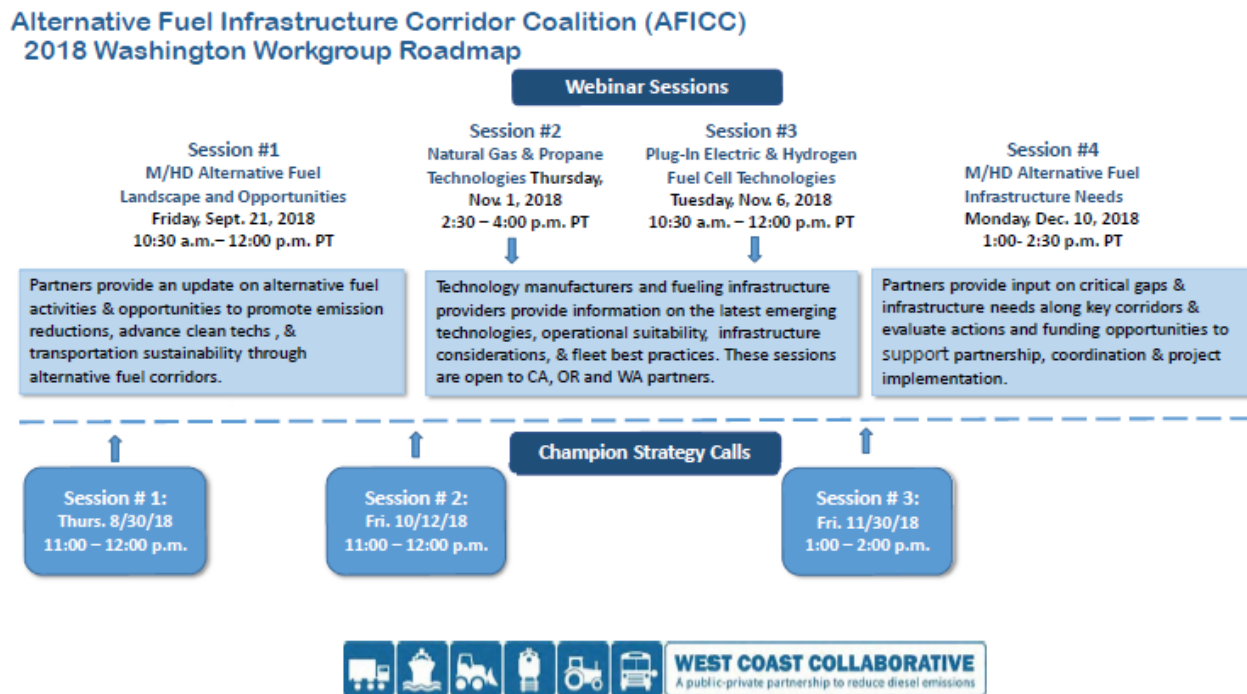 Alternative Fuel Infrastructure Corridor Coalition (AFICC)
2018 Washington Workgroup Roadmap
Webinar Sessions
Session #1
M/HD Alternative Fuel
Landscape and Opportunities
Friday, Sept. 21, 2018
10:30 a.m.– 12:00 p.m. PT
Session #2
Natural Gas & Propane
Technologies Thursday,
Nov. 1, 2018
2:30 – 4:00 p.m. PT
Session #3
Plug-In Electric & Hydrogen
Fuel Cell Technologies
Tuesday, Nov. 6, 2018
10:30 a.m. – 12:00 p.m. PT
Session #4
M/HD Alternative Fuel
Infrastructure Needs
Monday, Dec. 10, 2018
1:00- 2:30 p.m. PT
Partners provide an update on alternative fuel
activities & opportunities to promote emission
reductions, advance clean techs , &
transportation sustainability through
alternative fuel corridors.
Technology manufacturers and fueling infrastructure
providers provide information on the latest emerging
technologies, operational suitability, infrastructure
considerations, & fleet best practices. These sessions
are open to CA, OR and WA partners.
Partners provide input on critical gaps &
infrastructure needs along key corridors &
evaluate actions and funding opportunities to
support partnership, coordination & project
implementation.
Champion Strategy Calls
Session # 1:
Thurs. 8/30/18
11:00 – 12:00 p.m.
Session # 2:
Fri. 10/12/18
11:00 – 12:00 p.m.
Session # 3:
Fri. 11/30/18
1:00 – 2:00 p.m.
WEST COAST COLLABORATIVE
A public-private partnership to reduce diesel emissions